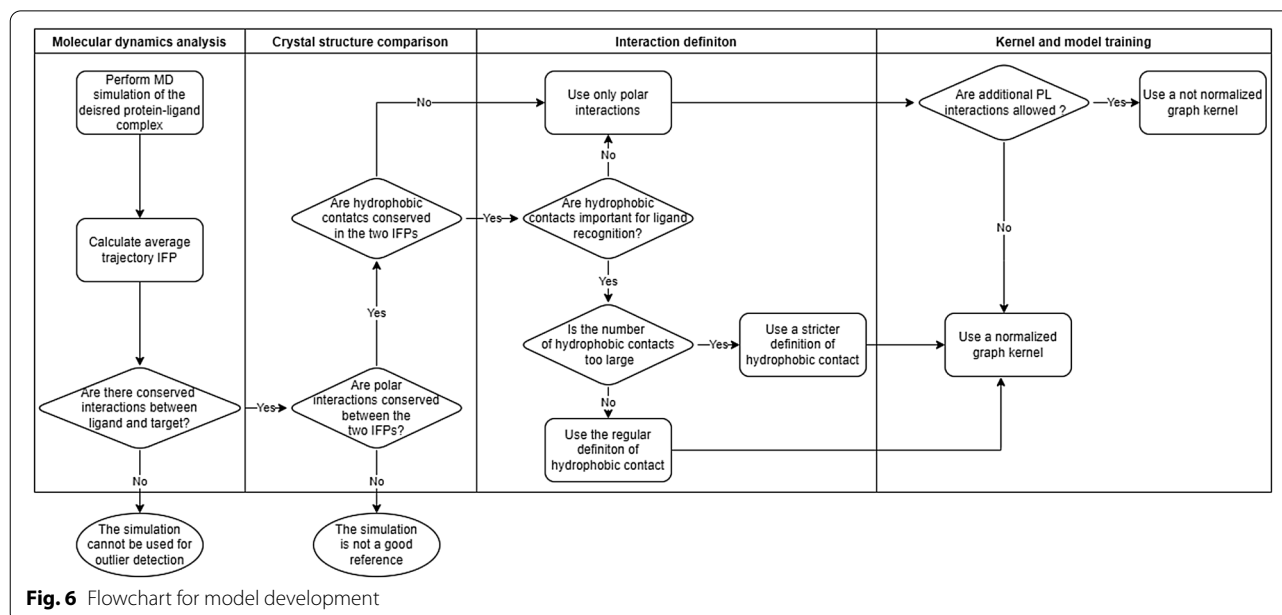 Molecular dynamics analysis
Crystal structure comparison
Interaction definiton
Kernel and model training
Perform MD
simulation of the
deisred protein-ligand
complex
Calculate average
trajectory IFP
Are there conserved
interactions between
ligand and target?
Yes
No
The simulation
cannot be used for
outlier detection
Are polar
interactions conserved
between the
two IFPs?
Yes
No
The simulation
is not a good
reference
Are hydrophobic
contatcs conserved
in the two IFPs
No
Yes
Use only polar
interactions
No
Are hydrophobic
contacts important for ligand
recognition?
Yes
Is the number
of hydrophobic contacts
too large
Yes
No
Use a stricter
definition of
hydrophobic contact
Use the regular
definiton of
hydrophobic contact
Are additional PL
interactions allowed ?
Yes
No
Use a not normalized
graph kernel
Use a normalized
graph kernel
Fig. 6 Flowchart for model development